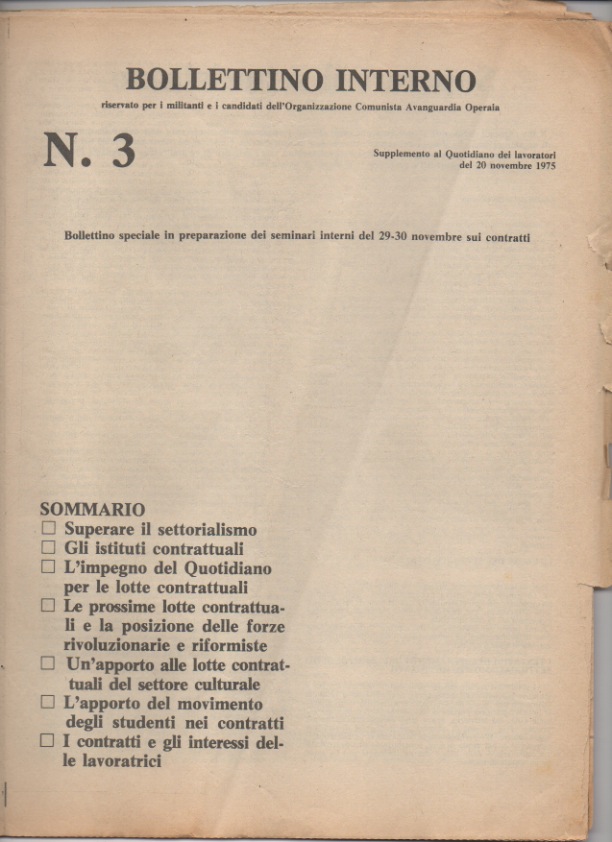 BOLLETTINO INTERNO
riservato per i militanti e i candidati dell'Organizzazione Comunista Avanguardia Operaia
N. 3
Supplemento al Quotidiano dei lavoratori
del 20 novembre 1975
Bollettino speciale in preparazione dei seminari interni del 29-30 novembre sui contratti
SOMMARIO
□ Superare il settorialismo
□ Gli istituti contrattuali
□ L'impegno del Quotidiano
per le lotte contrattuali
□ Le prossime lotte contrattua-
li e la posizione delle forze
rivoluzionarie e riformiste
□ Un'apporto alle lotte contrat-
tuali del settore culturale
□ L'apporto del movimento
degli studenti nei contratti
□ I contratti e gli interessi del-
le lavoratrici